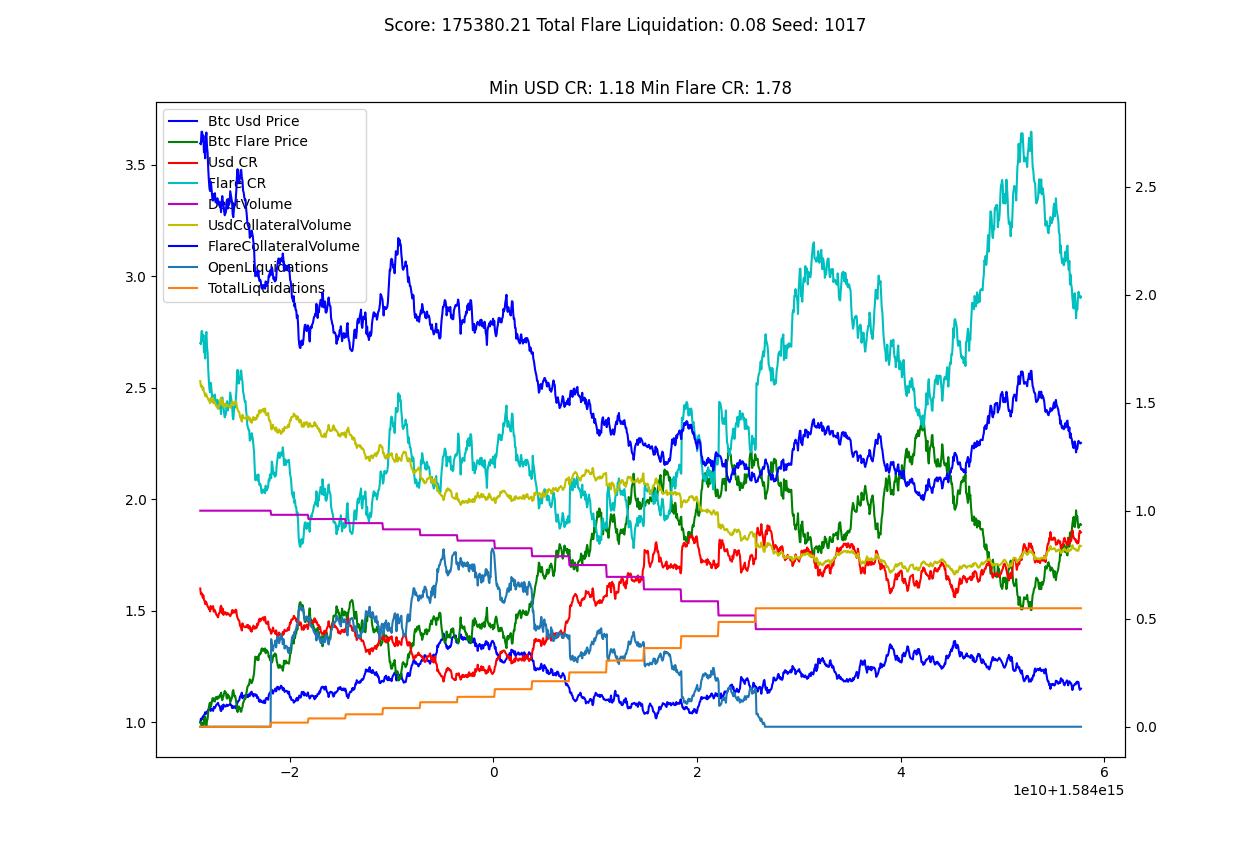 Score: 175380.21 Total Flare Liquidation: 0.08 Seed: 1017
Min USD CR: 1.18 Min Flare CR: 1.78
Btc Usd Price
Btc Flare Price
Usd CR
Flare CR
DebtVolume
UsdCollateralVolume
FlareCollateralVolume
OpenLiquidations
TotalLiquidations
3.5
3.0
2.5
2.0
1.5
1.0
2.5
2.0
1.5
1.0
0.5
0.0
−2
0
2
4
6
1e10+1.584e15